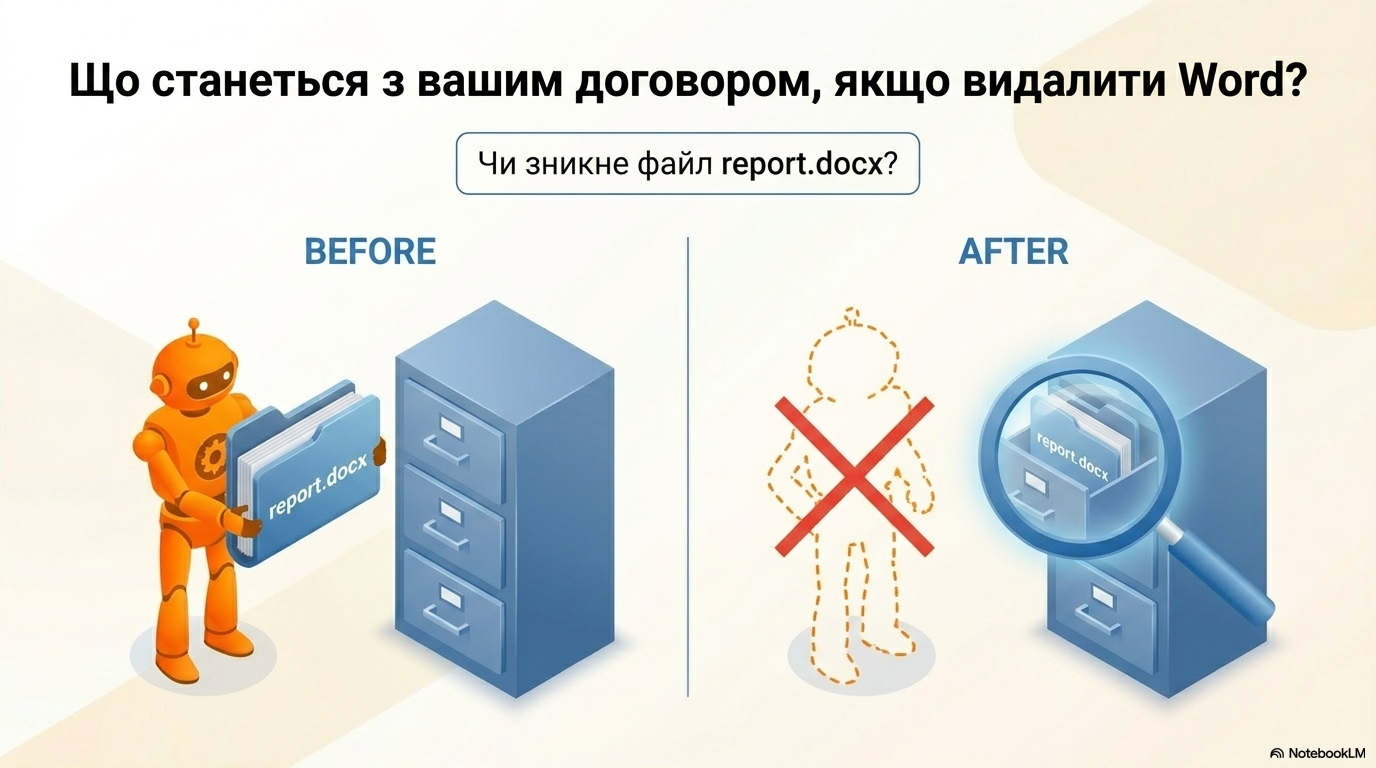 Що станеться з вашим договором, якщо видалити Word?
Чи зникне файл report.docx?
BEFORE
AFTER
report.docx
report.docx
NotebookLM